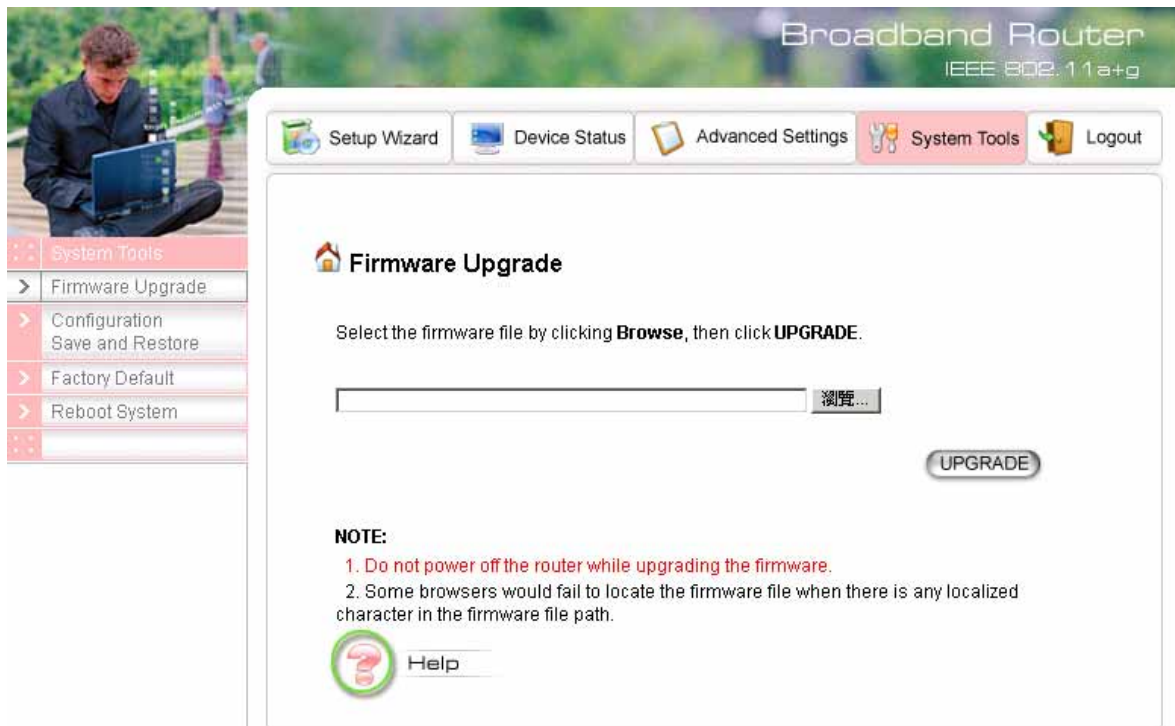 Broadband Router
IEEE 802.11a+g
Setup Wizard
Device Status
Advanced Settings
System Tools
Logout
System Tools
Firmware Upgrade
Configuration
Save and Restore
Factory Default
Reboot System
Firmware Upgrade
Select the firmware file by clicking Browse, then click UPGRADE.
瀏覽...
UPGRADE
NOTE:
1. Do not power off the router while upgrading the firmware.
2. Some browsers would fail to locate the firmware file when there is any localized
character in the firmware file path.
Help